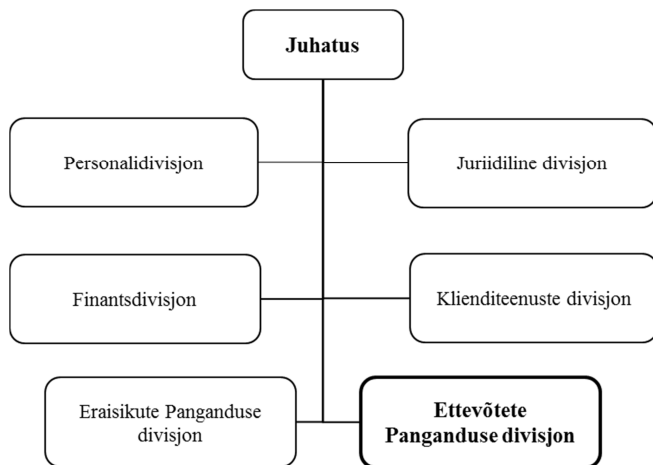 Juhatus
Personalidivisjon
Juriidiline divisjon
Finantsdivisjon
Klienditeenuste divisjon
Eraisikute Panganduse
divisjon
Ettevõtete
Panganduse divisjon